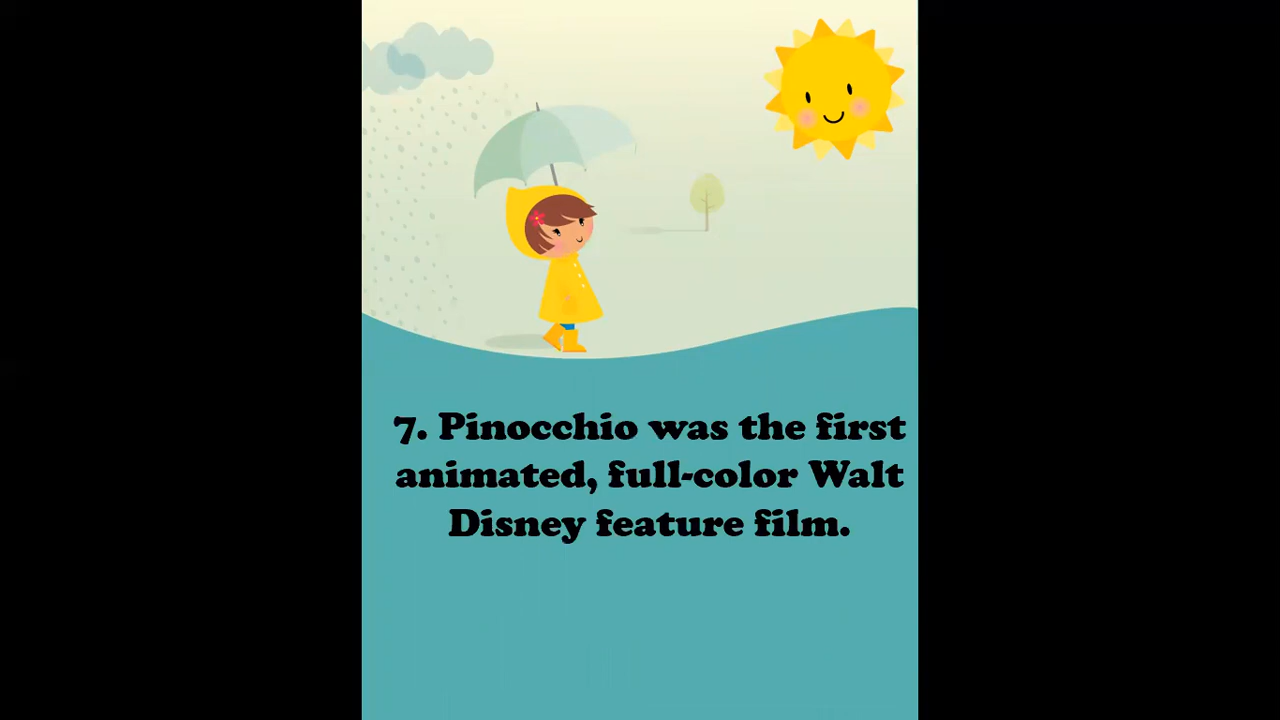 7. Pinocchio was the first
animated, full-color Walt
Disney feature film.